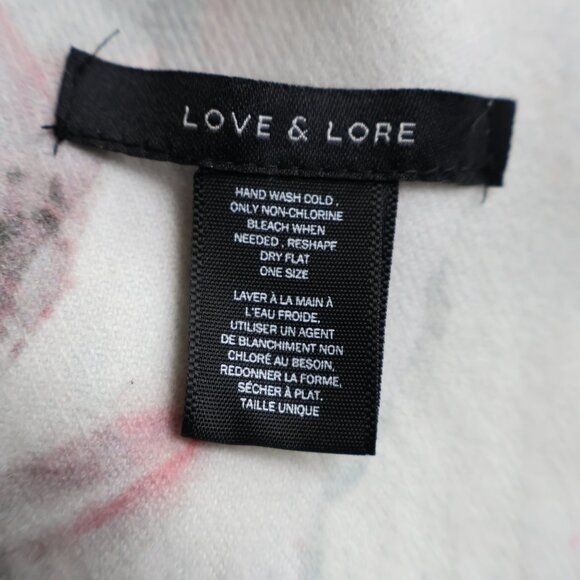 LOVE & LORE
HAND WASH COLD ,
ONLY NON-CHLORINE
BLEACH WHEN
NEEDED , RESHAPF
DRY FLAT
ONE SIZE
LAVER À LA MAIN À
L'EAU FROIDE,
UTILISER UN AGENT
DE BLANCHIMENT NON
CHLORÉ AU BESOIN,
REDONNER LA FORME,
SÉCHER À PLAT.
TAILLE UNIQUE